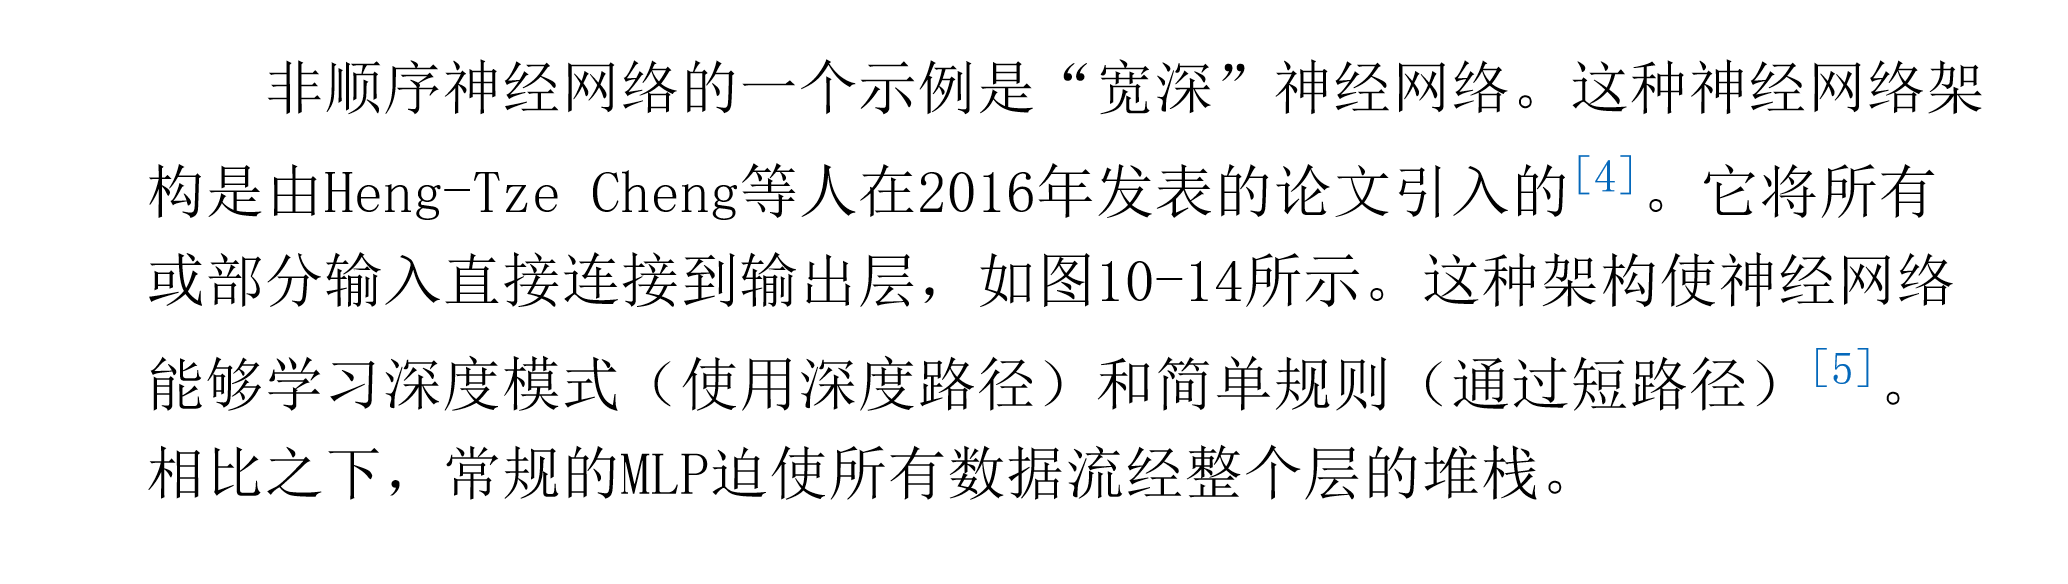 非顺序神经网络的一个示例是“宽深”神经网络。这种神经网络架
构是由Heng-Tze Cheng等人在2016年发表的论文引入的[4]。它将所有
或部分输入直接连接到输出层，如图10-14所示。这种架构使神经网络
能够学习深度模式（使用深度路径）和简单规则（通过短路径）[5]。
相比之下，常规的MLP迫使所有数据流经整个层的堆栈。